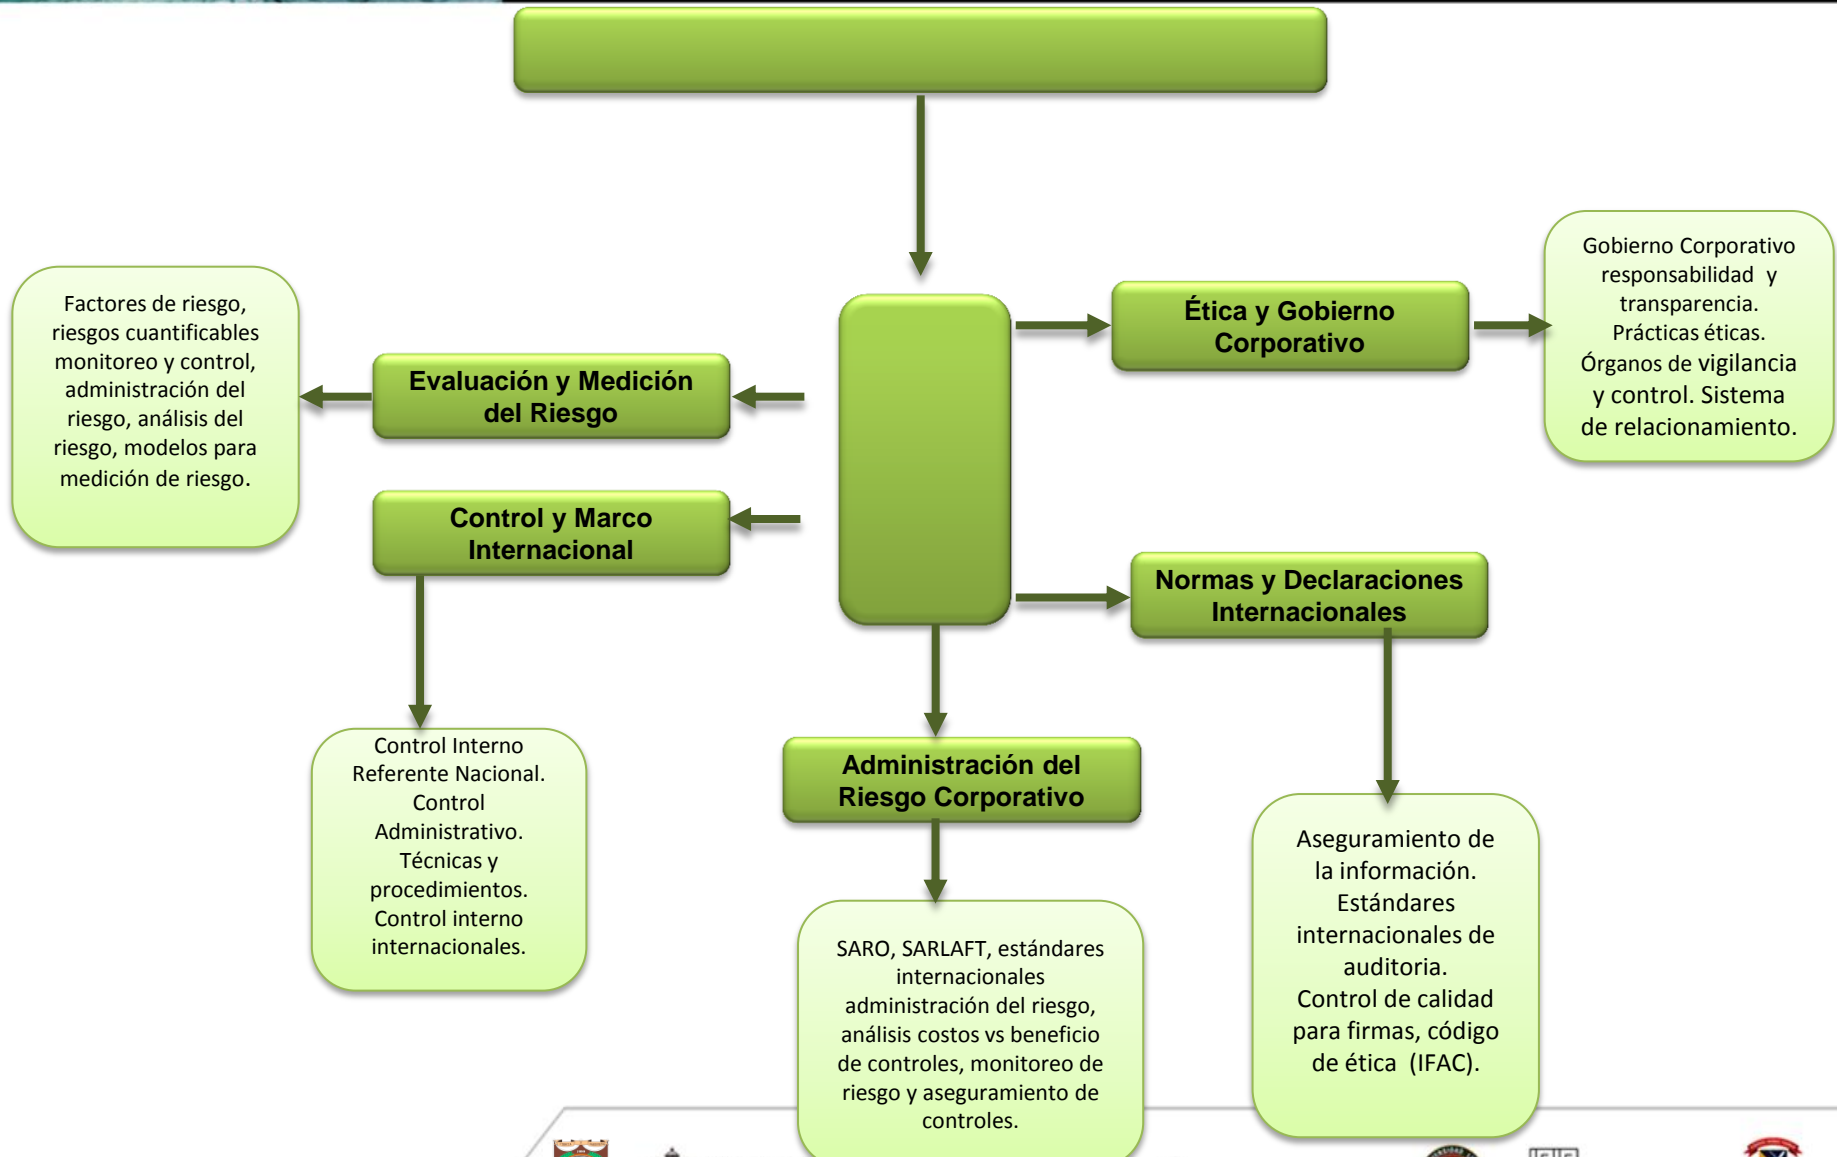 Ética y Gobierno
Corporativo
Gobierno Corporativo
responsabilidad y
transparencia.
Prácticas éticas.
Órganos de vigilancia
y control. Sistema
de relacionamiento.
Evaluación y Medición
del Riesgo
Factores de riesgo,
riesgos cuantificables
monitoreo y control,
administración del
riesgo, análisis del
riesgo, modelos para
medición de riesgo.
Control y Marco
Internacional
Control Interno
Referente Nacional.
Control
Administrativo.
Técnicas y
procedimientos.
Control interno
internacionales.
Normas y Declaraciones
Internacionales
Aseguramiento de
la información.
Estándares
internacionales de
auditoria.
Control de calidad
para firmas, código
de ética (IFAC).
Administración del
Riesgo Corporativo
SARO, SARLAFT, estándares
internacionales
administración del riesgo,
análisis costos vs beneficio
de controles, monitoreo de
riesgo y aseguramiento de
controles.